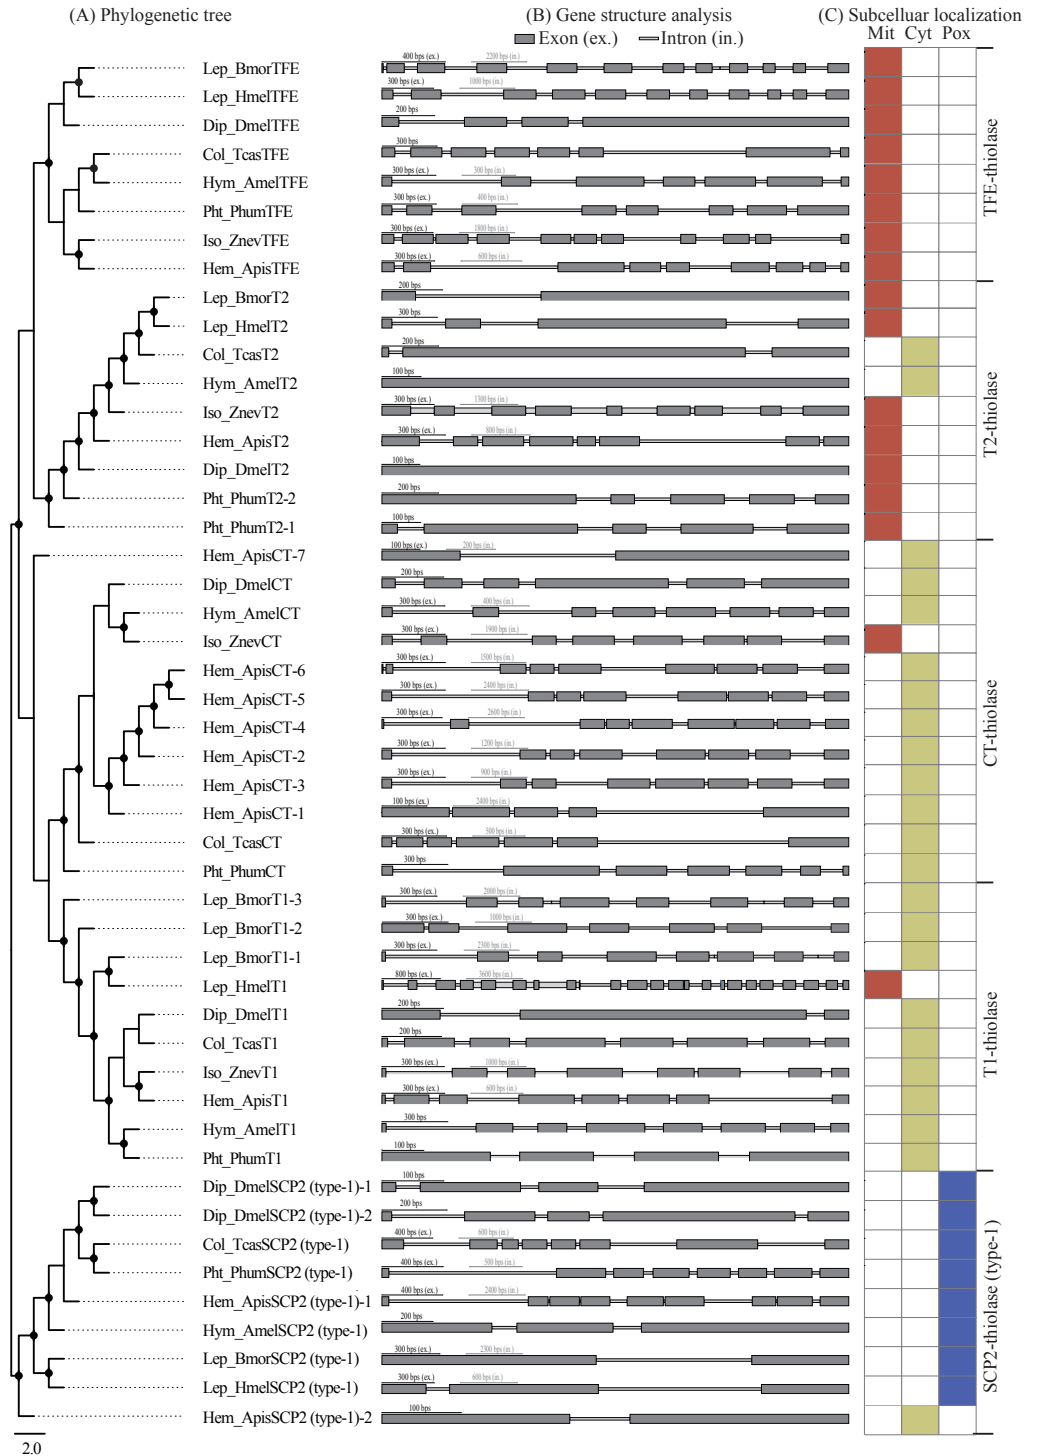 (A) Phylogenetic tree (B) Gene structure analysis (C) Subcelluar localization
Exon (ex.) Intron (in.) Mit Cyt Pox
Lep_BmorTFE 400 bps (ex.) 2200 bps (in.)
Lep_HmelTFE 300 bps (ex.) 1000 bps (in.)
Dip_DmelTFE 200 bps
Col_TcasTFE 300 bps
Hym_AmelTFE 300 bps (ex.) 300 bps (in.)
Pht_PhumTFE 300 bps (ex.) 400 bps (in.)
Iso_ZnevTFE 300 bps (ex.) 1800 bps (in.)
Hem_ApisTFE 300 bps (ex.) 600 bps (in.)
TFE-thiolase
Lep_BmorT2 200 bps
Lep_HmelT2 300 bps
Col_TcasT2 200 bps
Hym_AmelT2 100 bps
Iso_ZnevT2 300 bps (ex.) 1300 bps (in.)
Hem_ApisT2 300 bps (ex.) 800 bps (in.)
Dip_DmelT2 100 bps
Pht_PhumT2-2 200 bps
Pht_PhumT2-1 100 bps
T2-thiolase
Hem_ApisCT-7 100 bps (ex.) 200 bps (in.)
Dip_DmelCT 200 bps
Hym_AmelCT 300 bps (ex.) 400 bps (in.)
Iso_ZnevCT 300 bps (ex.) 1900 bps (in.)
Hem_ApisCT-6 300 bps (ex.) 1500 bps (in.)
Hem_ApisCT-5 300 bps (ex.) 2400 bps (in.)
Hem_ApisCT-4 300 bps (ex.) 2600 bps (in.)
Hem_ApisCT-2 300 bps (ex.) 1200 bps (in.)
Hem_ApisCT-3 300 bps (ex.) 900 bps (in.)
Hem_ApisCT-1 100 bps (ex.) 2400 bps (in.)
Col_TcasCT 300 bps (ex.) 500 bps (in.)
Pht_PhumCT 300 bps
CT-thiolase
Lep_BmorT1-3 300 bps (ex.) 2000 bps (in.)
Lep_BmorT1-2 300 bps (ex.) 1000 bps (in.)
Lep_BmorT1-1 300 bps (ex.) 2300 bps (in.)
Lep_HmelT1 800 bps (ex.) 3600 bps (in.)
Dip_DmelT1 200 bps
Col_TcasT1 200 bps
Iso_ZnevT1 300 bps (ex.) 1000 bps (in.)
Hem_ApisT1 300 bps (ex.) 600 bps (in.)
Hym_AmelT1 300 bps
Pht_PhumT1 100 bps
T1-thiolase
Dip_DmelSCP2 (type-1)-1 100 bps
Dip_DmelSCP2 (type-1)-2 200 bps
Col_TcasSCP2 (type-1) 400 bps (ex.) 600 bps (in.)
Pht_PhumSCP2 (type-1) 400 bps (ex.) 500 bps (in.)
Hem_ApisSCP2 (type-1)-1 400 bps (ex.) 2400 bps (in.)
Hym_AmelSCP2 (type-1) 200 bps
Lep_BmorSCP2 (type-1) 300 bps (ex.) 2300 bps (in.)
Lep_HmelSCP2 (type-1) 300 bps (ex.) 600 bps (in.)
Hem_ApisSCP2 (type-1)-2 100 bps
SCP2-thiolase (type-1)
2.0